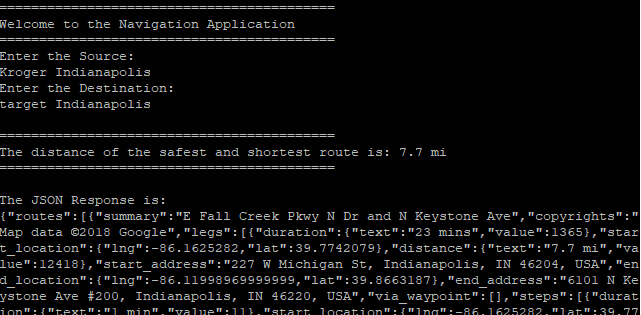 ==========================================
Welcome to the Navigation Application
==========================================
Enter the Source:
Kroger Indianapolis
Enter the Destination:
target Indianapolis
==========================================
The distance of the safest and shortest route is: 7.7 mi
==========================================
The JSON Response is:
{"routes":[{"summary":"E Fall Creek Pkwy N Dr and N Keystone Ave","copyrights":"
Map data ©2018 Google","legs":[{"duration":{"text":"23 mins","value":1365},"star
t_location":{"lng":-86.1625282,"lat":39.7742079},"distance":{"text":"7.7 mi","va
lue":12418},"start_address":"227 W Michigan St, Indianapolis, IN 46204, USA","en
d_location":{"lng":-86.11998969999999,"lat":39.8663187},"end_address":"6101 N Ke
ystone Ave #200, Indianapolis, IN 46220, USA","via_waypoint":[],"steps":[{"durat
ion":{"text":"1 min","value":1},"start_location":{"lng":-86.1625282,"lat":39.77